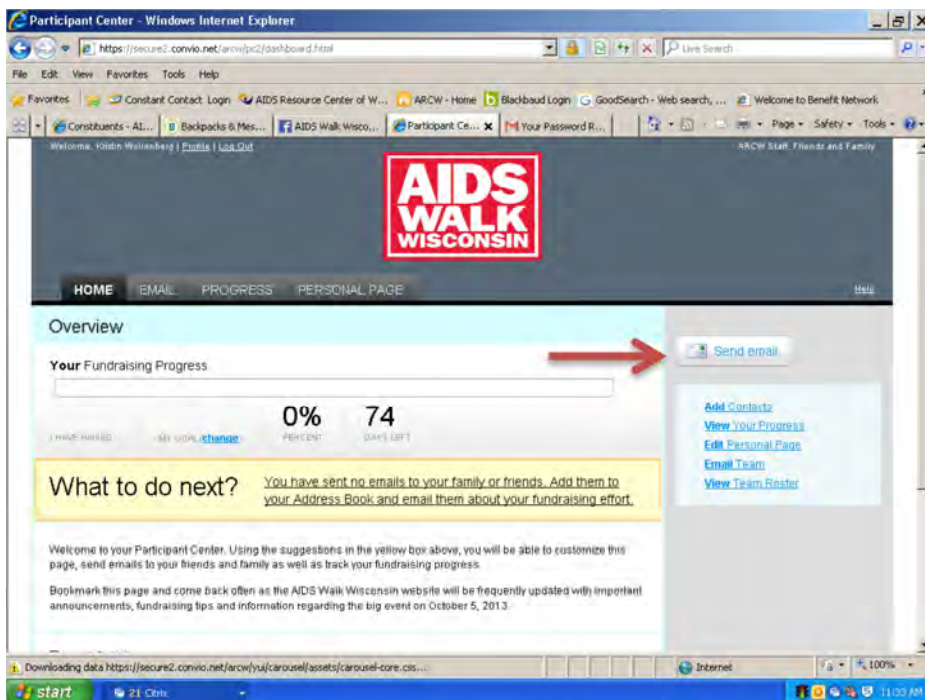 Participant Center - Windows Internet Explorer
https://secure2.convio.net/arcw/pc2/dashboard.html
Live Search
File Edit View Favorites Tools Help
Favorites Constant Contact Login AIDS Resource Center of W... ARCW - Home Blackbaud Login GoodSearch - Web search, ... Welcome to Benefit Network
Constituents - AI... Backpacks & Mes... AIDS Walk Wisco... Participant Ce... x Your Password R... Page Safety Tools
Welcome, Kristin | Profile | Log Out
ARCW Staff, Friends and Family
AIDS
WALK
WISCONSIN
HOME EMAIL PROGRESS PERSONAL PAGE
Help
Overview
Send email
Your Fundraising Progress
0% 74
I HAVE RAISED MY GOAL (change) PERCENT DAYS LEFT
Add Contacts
View Your Progress
Edit Personal Page
Email Team
View Team Roster
What to do next?
You have sent no emails to your family or friends. Add them to
your Address Book and email them about your fundraising effort.
Welcome to your Participant Center. Using the suggestions in the yellow box above, you will be able to customize this
page, send emails to your friends and family as well as track your fundraising progress.
Bookmark this page and come back often as the AIDS Walk Wisconsin website will be frequently updated with important
announcements, fundraising tips and information regarding the big event on October 5, 2013.
Downloading data https://secure2.convio.net/arcw/yui/carousel/assets/carousel-core.css...
Internet
100%
start
21 Citrix
11:03 AM